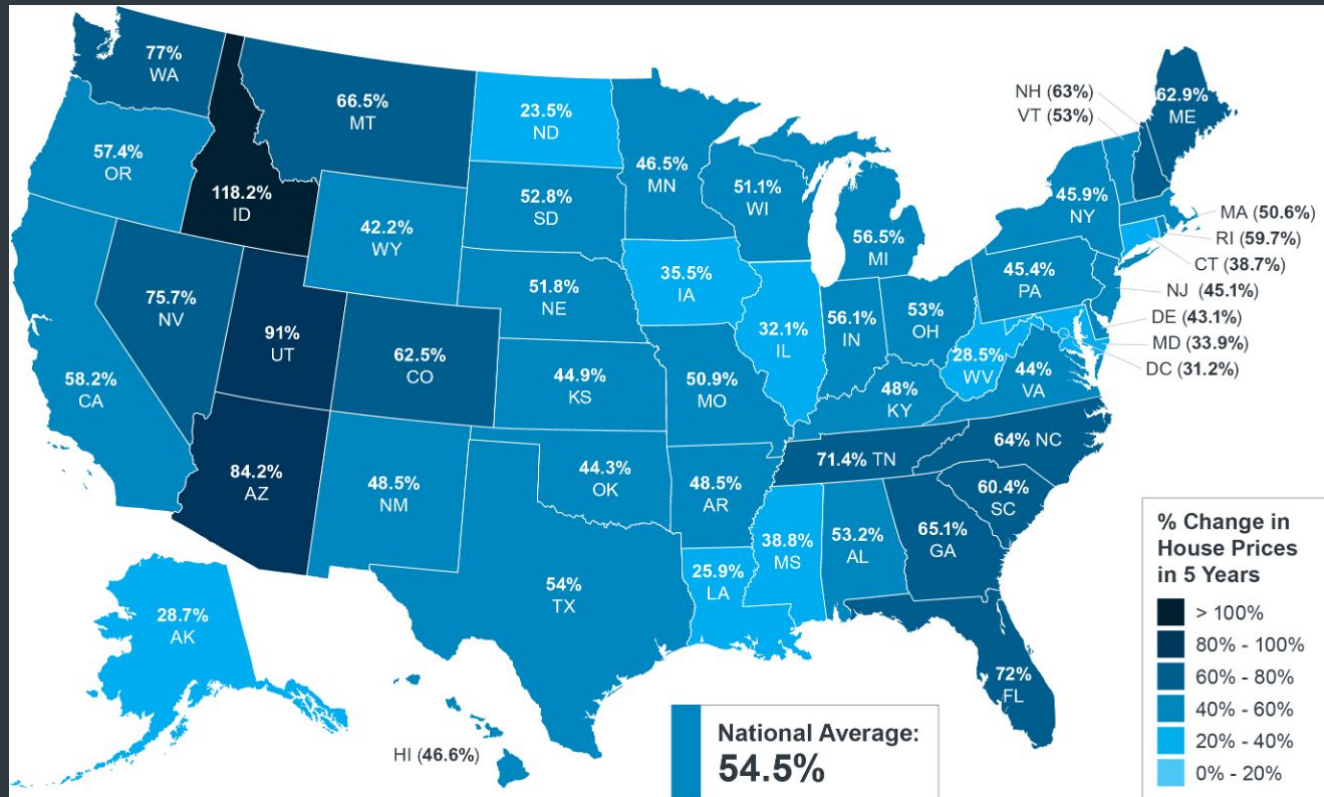 77%
WA
66.5%
MT
23.5%
ND
NH (63%)
VT (53%)
62.9%
ME
57.4%
OR
118.2%
ID
46.5%
MN
52.8%
SD
51.1%
WI
45.9%
NY
42.2%
WY
56.5%
MI
MA (50.6%)
RI (59.7%)
CT (38.7%)
NJ (45.1%)
DE (43.1%)
MD (33.9%)
DC (31.2%)
75.7%
NV
91%
UT
51.8%
NE
35.5%
IA
32.1%
IL
56.1%
IN
53%
OH
45.4%
PA
58.2%
CA
62.5%
CO
44.9%
KS
50.9%
MO
28.5%
WV
44%
VA
48%
KY
84.2%
AZ
48.5%
NM
44.3%
OK
48.5%
AR
71.4% TN
64% NC
60.4%
SC
38.8%
MS
53.2%
AL
65.1%
GA
54%
TX
25.9%
LA
28.7%
AK
72%
FL
HI (46.6%)
National Average:
54.5%
% Change in
House Prices
in 5 Years
> 100%
80% - 100%
60% - 80%
40% - 60%
20% - 40%
0% - 20%